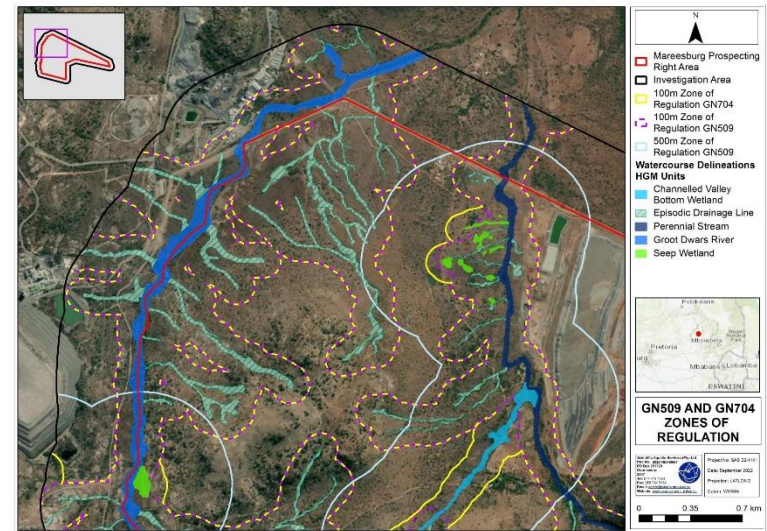 N
Mareesburg Prospecting
Right Area
Investigation Area
100m Zone of
Regulation GN704
100m Zone of
Regulation GN509
500m Zone of
Regulation GN509
Watercourse Delineations
HGM Units
Channelled Valley
Bottom Wetland
Episodic Drainage Line
Perennial Stream
Groot Dwars River
Seep Wetland
Polokwane
Mbombela
Pretoria
Mbabane
Lobamba
ESWATINI
GN509 AND GN704
ZONES OF
REGULATION
Date: September 2022
0 0.35 0.7 km